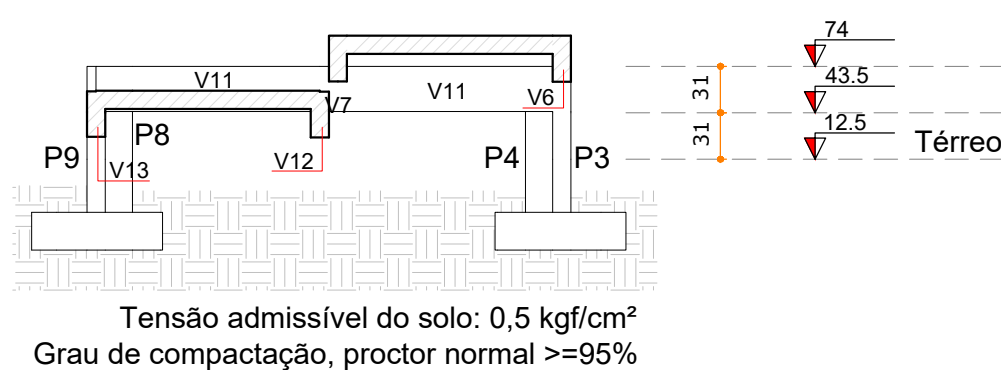 74
V11
43.5
V11
V6
31
V7
12.5
31
P8
Térreo
P9
V13
V12
P4
P3
Tensão admissível do solo: 0,5 kgf/cm²
Grau de compactação, proctor normal >=95%